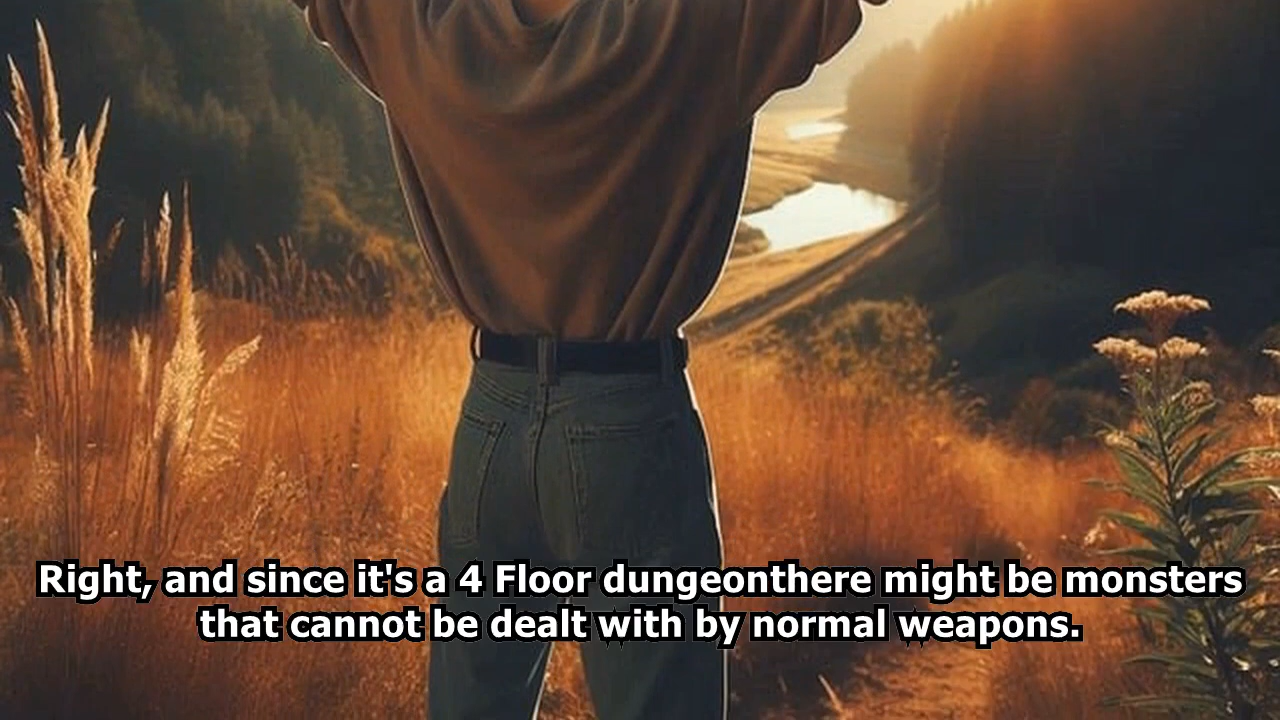 Right, and since it's a 4 Floor dungeonthere might be monsters
that cannot be dealt with by normal weapons.